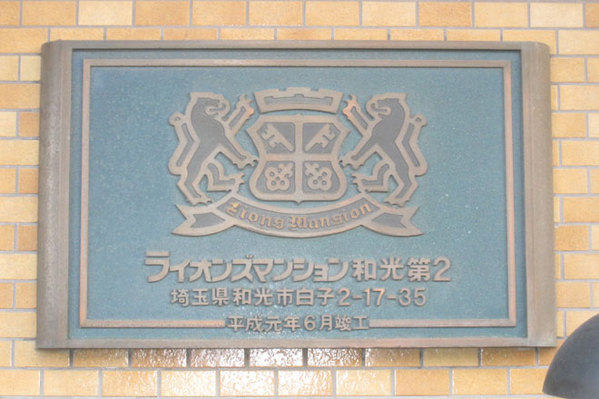 Lions Mansion
ライオンズマンション和光第2
埼玉県和光市白子2-17-35
平成元年6月竣工